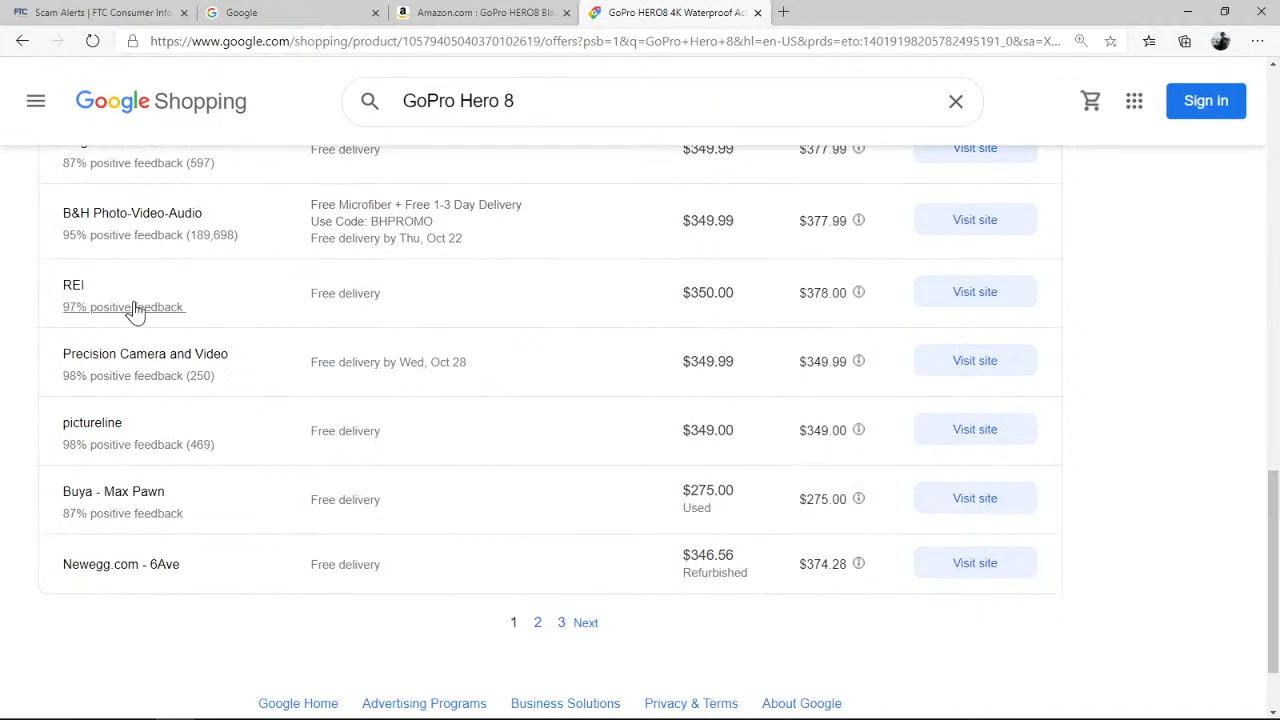 Scam Alerts | FTC Consumer Info
Google
Amazon.com : GoPro HERO8 Bla
GoPro HERO8 4K Waterproof Ac
https://www.google.com/shopping/product/10579405040370102619/offers?psb=1&q=GoPro+Hero+8&hl=en-US&prds=eto:14019198205782495191_0&sa=X...
Google Shopping
GoPro Hero 8
Sign in
87% positive feedback (597)
Free delivery
$349.99
$377.99
Visit site
B&H Photo-Video-Audio
95% positive feedback (189,698)
Free Microfiber + Free 1-3 Day Delivery
Use Code: BHPROMO
Free delivery by Thu, Oct 22
$349.99
$377.99
Visit site
REI
97% positive feedback
Free delivery
$350.00
$378.00
Visit site
Precision Camera and Video
98% positive feedback (250)
Free delivery by Wed, Oct 28
$349.99
$349.99
Visit site
pictureline
98% positive feedback (469)
Free delivery
$349.00
$349.00
Visit site
Buya - Max Pawn
87% positive feedback
Free delivery
$275.00
Used
$275.00
Visit site
Newegg.com - 6Ave
Free delivery
$346.56
Refurbished
$374.28
Visit site
1 2 3 Next
Google Home Advertising Programs Business Solutions Privacy & Terms About Google